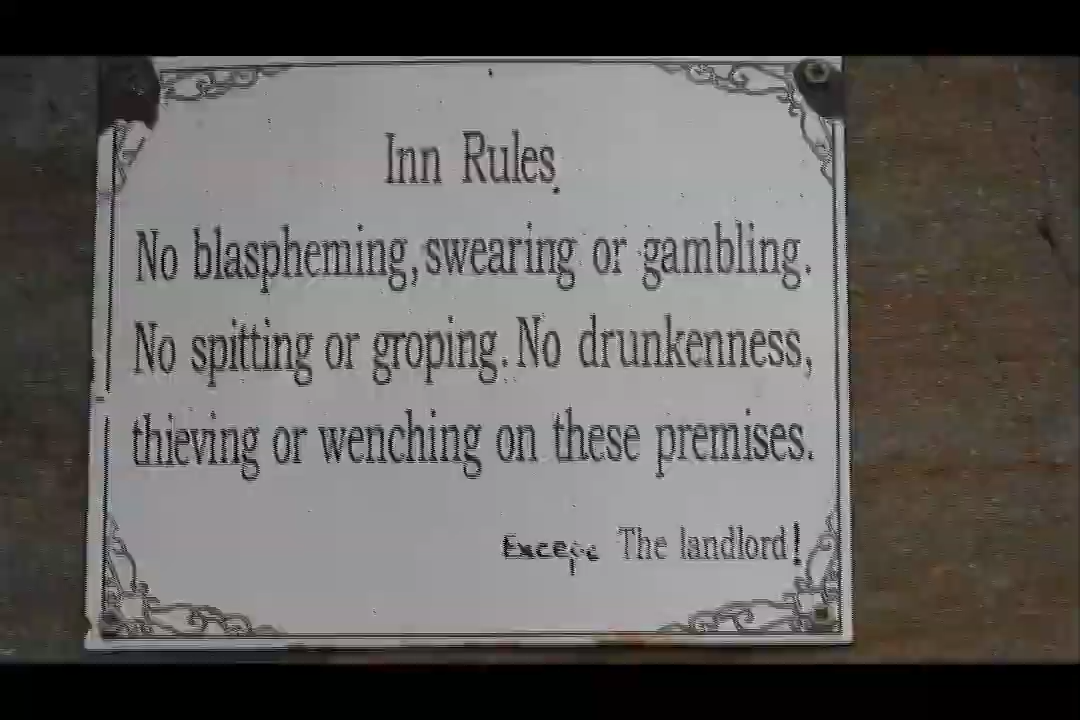 Inn Rules.
No blaspheming, swearing or gambling.
No spitting or groping. No drunkenness,
thieving or wenching on these premises.
Except The landlord!